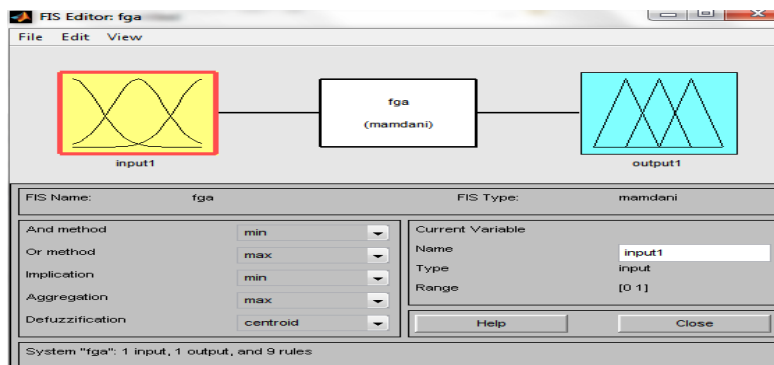 FIS Editor: fga
File Edit View
fga
(mamdani)
input1
output1
FIS Name: fga FIS Type: mamdani
And method min
Or method max
Implication min
Aggregation max
Defuzzification centroid
Current Variable
Name input1
Type input
Range [0 1]
Help Close
System "fga": 1 input, 1 output, and 9 rules